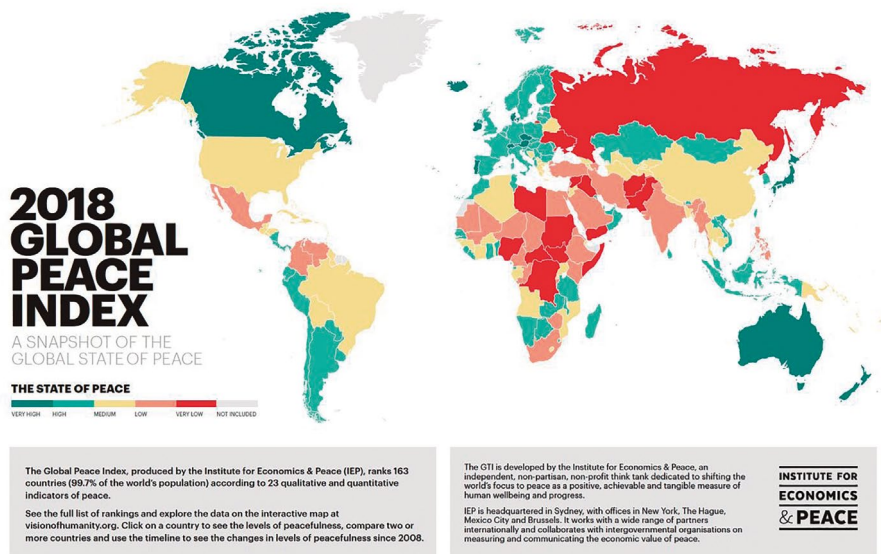 2018
GLOBAL
PEACE
INDEX
A SNAPSHOT OF THE
GLOBAL STATE OF PEACE
THE STATE OF PEACE
VERY HIGH HIGH MEDIUM LOW VERY LOW NOT INCLUDED
The Global Peace Index, produced by the Institute for Economics & Peace (IEP), ranks 163
countries (99.7% of the world's population) according to 23 qualitative and quantitative
indicators of peace.
See the full list of rankings and explore the data on the interactive map at
visionofhumanity.org. Click on a country to see the levels of peacefulness, compare two or
more countries and use the timeline to see the changes in levels of peacefulness since 2008.
The GTI is developed by the Institute for Economics & Peace, an
independent, non-partisan, non-profit think tank dedicated to shifting the
world's focus to peace as a positive, achievable and tangible measure of
human wellbeing and progress.
IEP is headquartered in Sydney, with offices in New York, The Hague,
Mexico City and Brussels. It works with a wide range of partners
internationally and collaborates with intergovernmental organisations on
measuring and communicating the economic value of peace.
INSTITUTE FOR
ECONOMICS
& PEACE